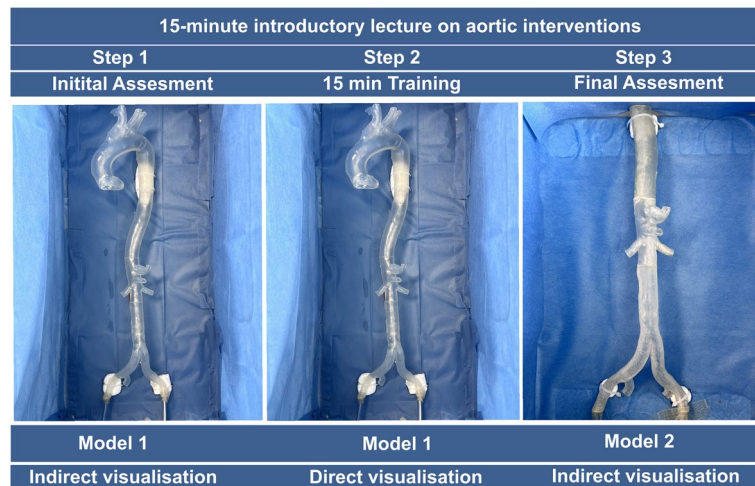 15-minute introductory lecture on aortic interventions
Step 1 Step 2 Step 3
Initital Assesment 15 min Training Final Assesment
Model 1 Model 1 Model 2
Indirect visualisation Direct visualisation Indirect visualisation